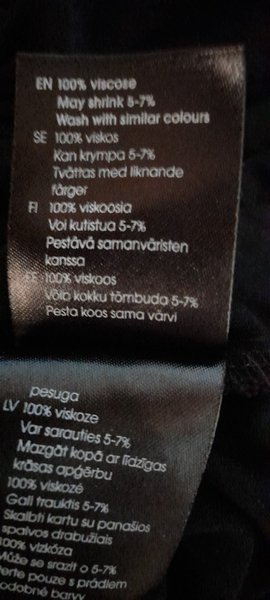 EN 100% viscose
May shrink 5-7%
Wash with similar colours
SE 100% viskos
Kan krympa 5-7%
Tvättas med liknande
färger
FI 100% viskoosia
Voi kutistua 5-7%
Pestävä samanväristen
kanssa
EE 100% viskoos
Võib kokku tõmbuda 5-7%
Pesta koos sama värvi
pesuga
LV 100% viskoze
Var sarauties 5-7%
Mazgāt kopā ar līdzīgas
krāsas apģērbu
100% viskozė
Gali trauktis 5-7%
Skalbti kartu su panašios
spalvos drabužiais
100% vizkóza
Může se srazit o 5-7%
Perte pouze s prádlem
podobné barvy